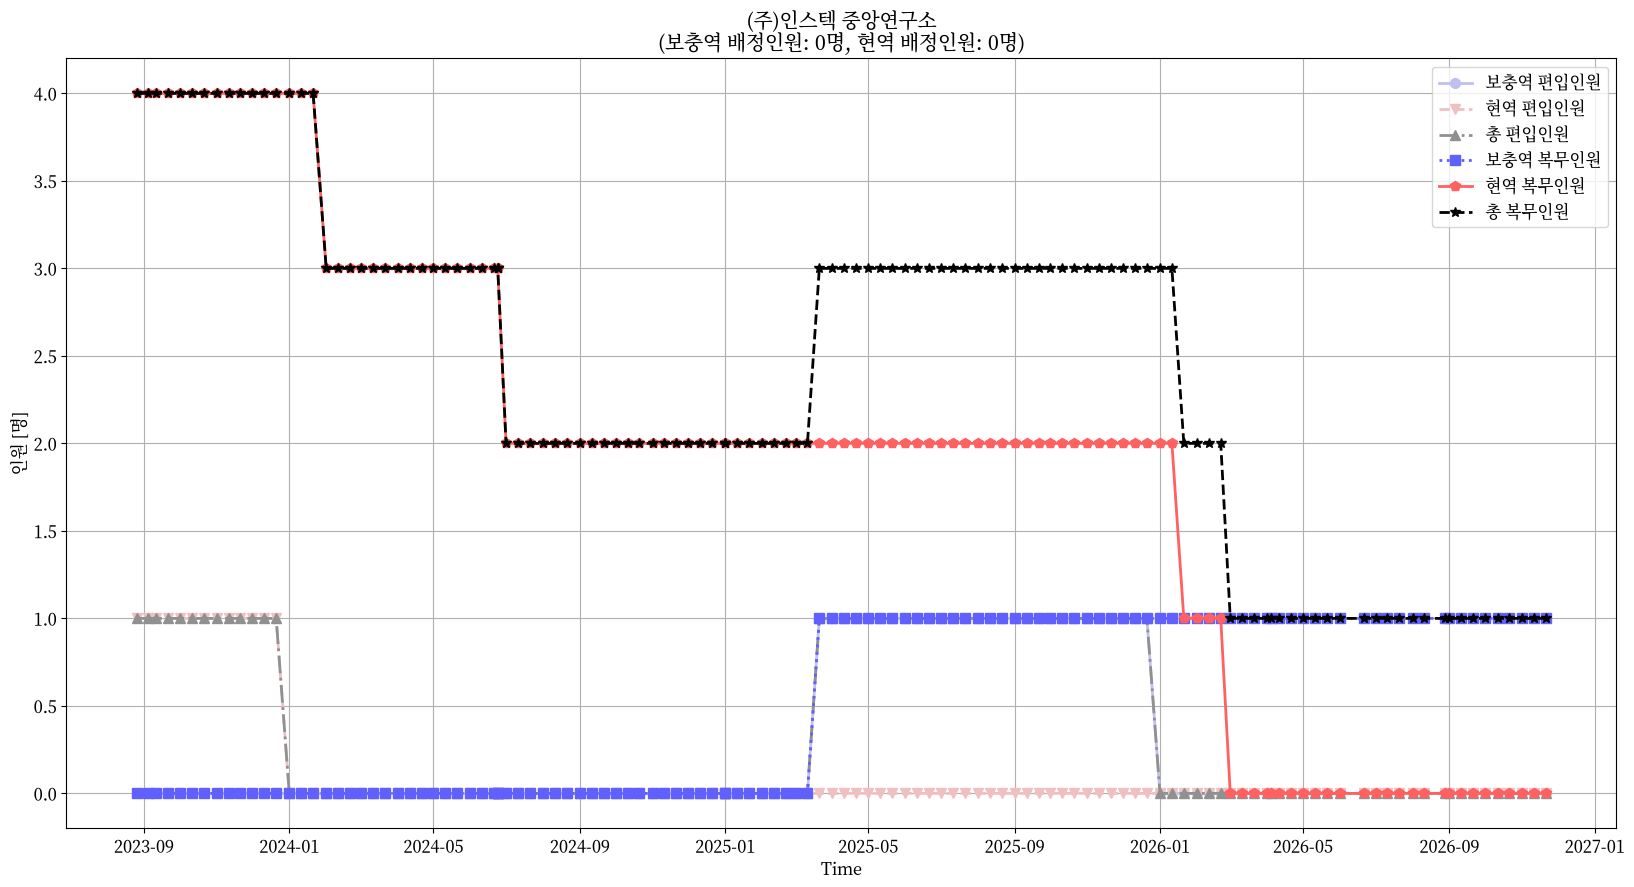 (주)인스텍 중앙연구소
(보충역 배정인원: 0명, 현역 배정인원: 0명)
보충역 편입인원
현역 편입인원
총 편입인원
보충역 복무인원
현역 복무인원
총 복무인원
인원 [명]
4.0
3.5
3.0
2.5
2.0
1.5
1.0
0.5
0.0
2023-09
2024-01
2024-05
2024-09
2025-01
2025-05
2025-09
2026-01
2026-05
2026-09
2027-01
Time